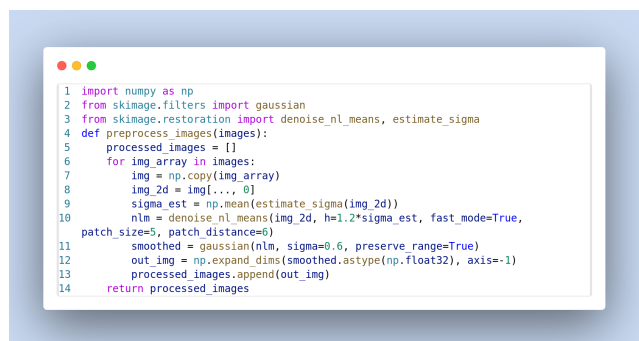 1 import numpy as np
2 from skimage.filters import gaussian
3 from skimage.restoration import denoise_nl_means, estimate_sigma
4 def preprocess_images(images):
5     processed_images = []
6     for img_array in images:
7         img = np.copy(img_array)
8         img_2d = img[..., 0]
9         sigma_est = np.mean(estimate_sigma(img_2d))
10         nlm = denoise_nl_means(img_2d, h=1.2*sigma_est, fast_mode=True,
patch_size=5, patch_distance=6)
11         smoothed = gaussian(nlm, sigma=0.6, preserve_range=True)
12         out_img = np.expand_dims(smoothed.astype(np.float32), axis=-1)
13         processed_images.append(out_img)
14     return processed_images